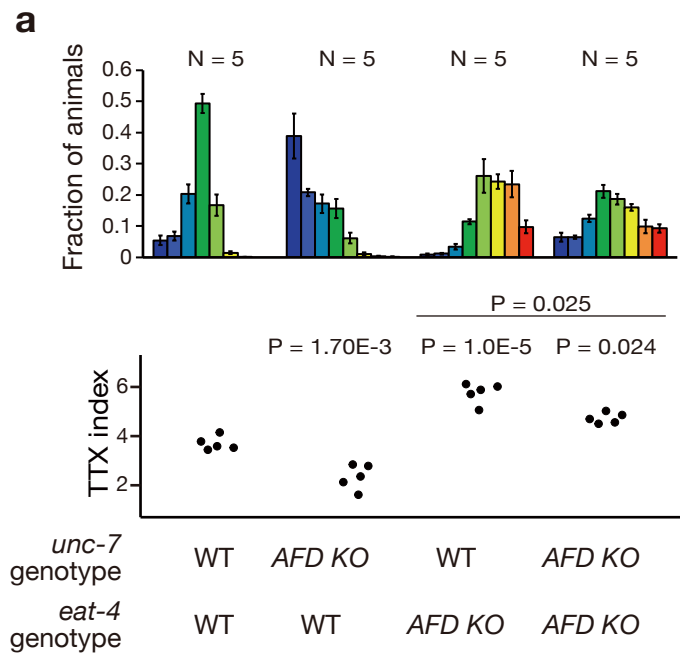 a
N = 5 N = 5 N = 5 N = 5
Fraction of animals
0.6
0.5
0.4
0.3
0.2
0.1
0
P = 0.025
P = 1.70E-3 P = 1.0E-5 P = 0.024
TTX index
6
4
2
unc-7 genotype WT AFD KO WT AFD KO
eat-4 genotype WT WT AFD KO AFD KO